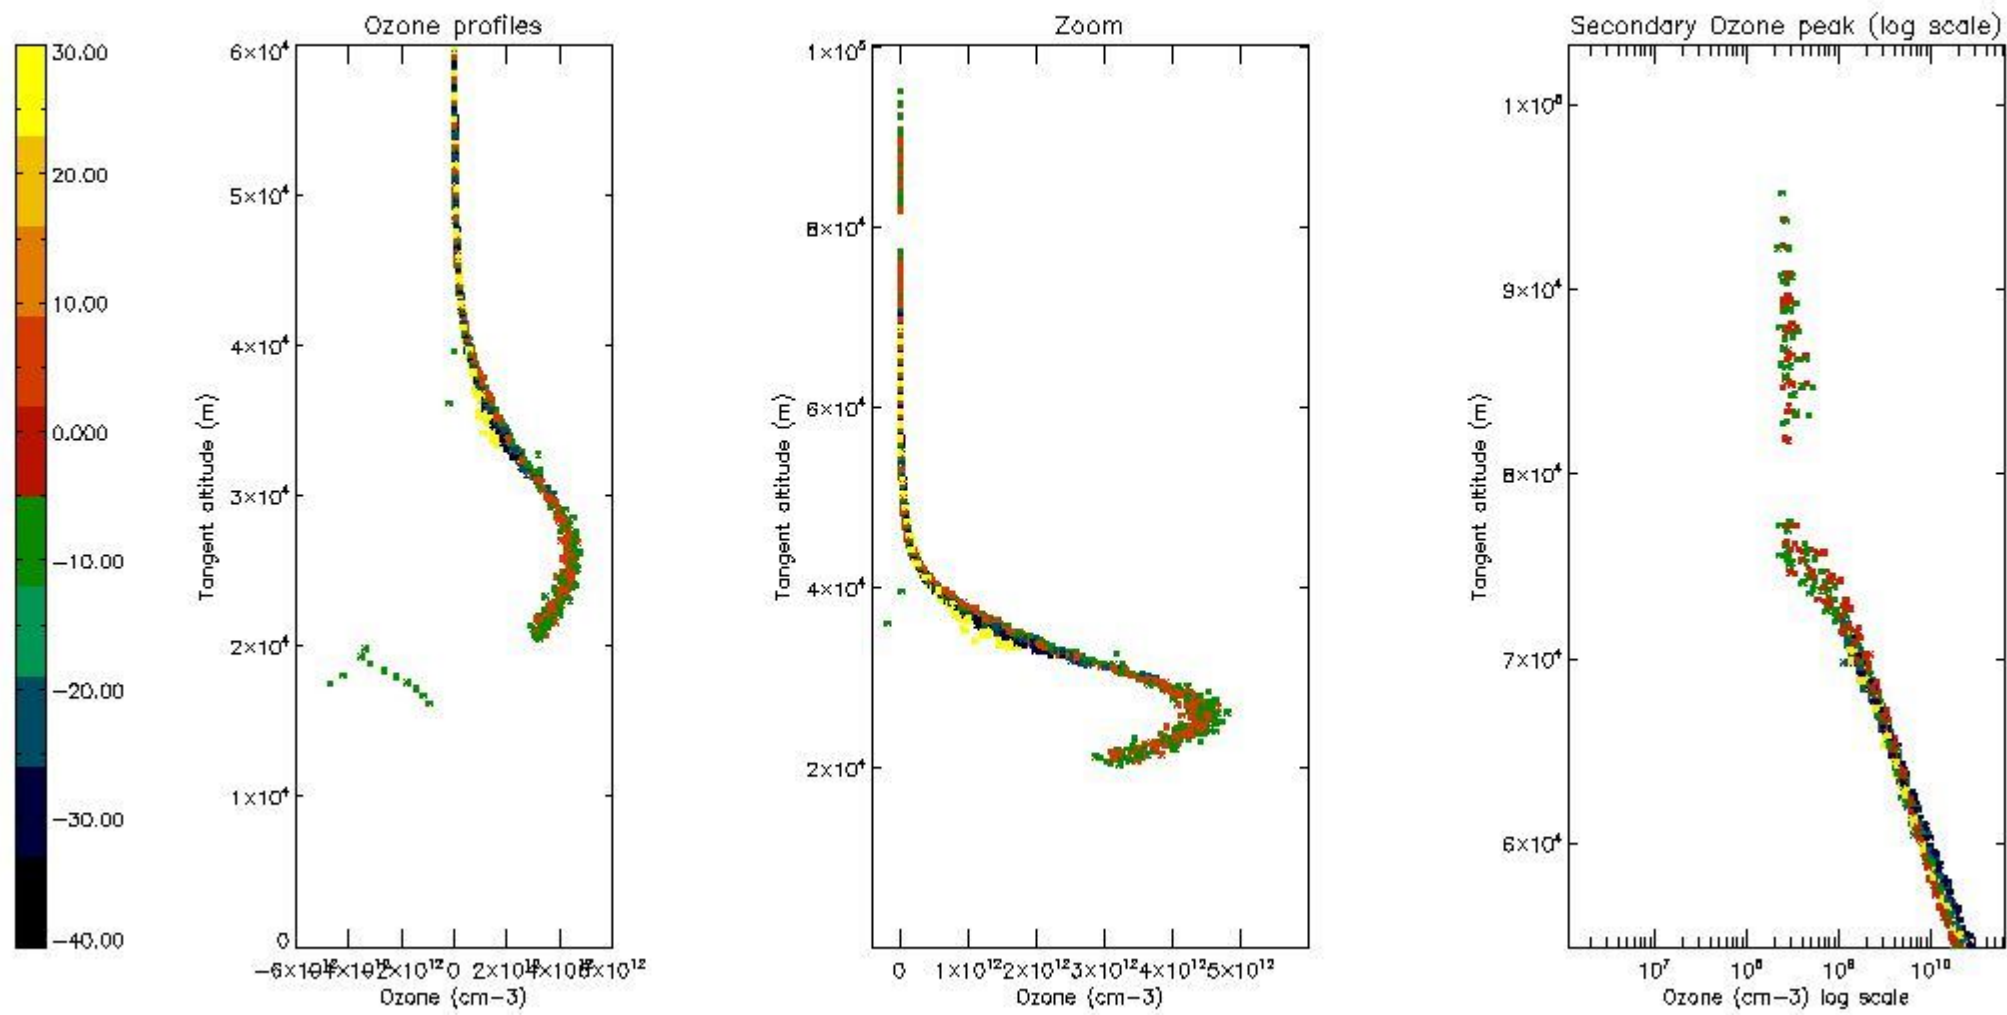 Ozone profiles
Zoom
Secondary Ozone peak (log scale)
30.00
20.00
10.00
0.000
−10.00
−20.00
−30.00
−40.00
6×10⁴
5×10⁴
4×10⁴
3×10⁴
2×10⁴
1×10⁴
0
Tangent altitude (m)
0
Ozone (cm−3)
1×10⁵
8×10⁴
6×10⁴
4×10⁴
2×10⁴
Tangent altitude (m)
0 1×10¹² 2×10¹² 3×10¹² 4×10¹² 5×10¹²
Ozone (cm−3)
9×10⁴
8×10⁴
7×10⁴
6×10⁴
Tangent altitude (m)
10⁷ 10⁸ 10⁹ 10¹⁰
Ozone (cm−3) log scale